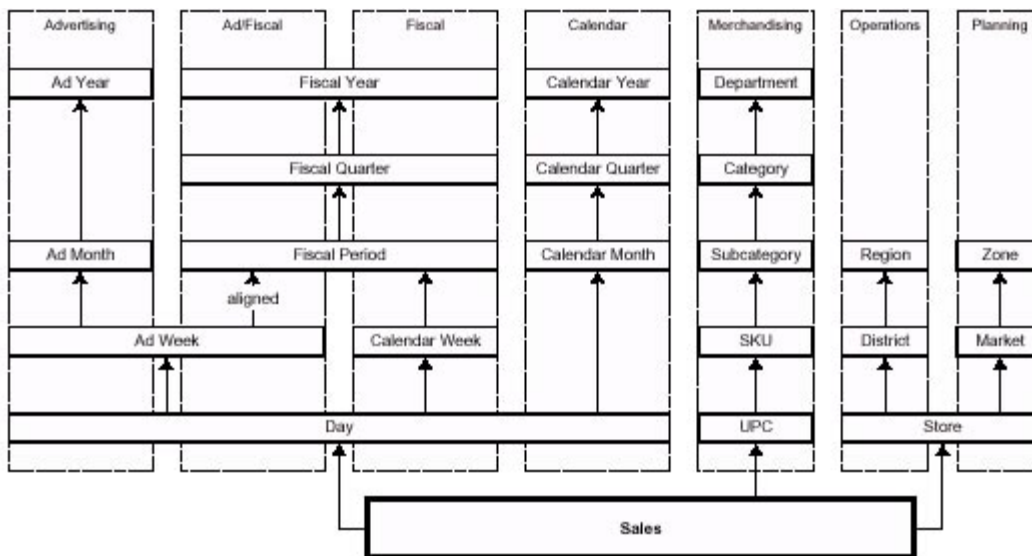 Advertising Ad/Fiscal Fiscal Calendar Merchandising Operations Planning
Ad Year Fiscal Year Calendar Year Department
Fiscal Quarter Calendar Quarter Category
Ad Month Fiscal Period Calendar Month Subcategory Region Zone
aligned
Ad Week Calendar Week SKU District Market
Day UPC Store
Sales